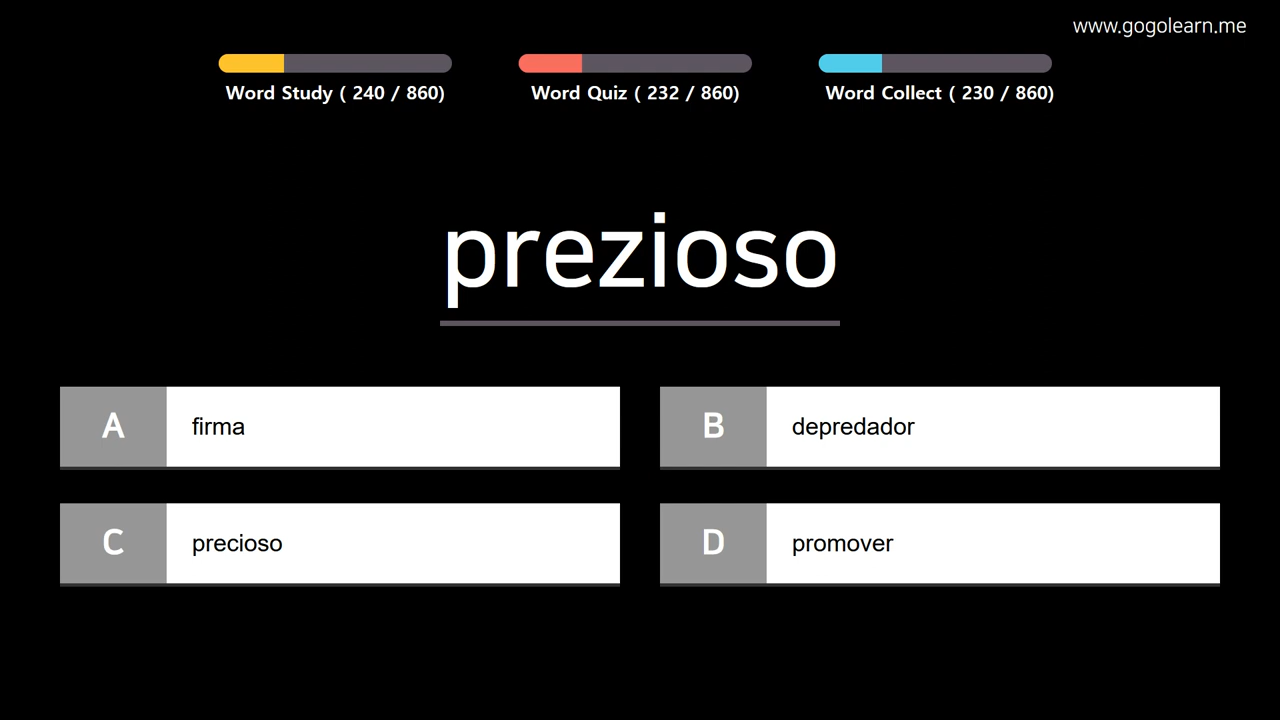 www.gogolearn.me
Word Study ( 240 / 860)
Word Quiz ( 232 / 860)
Word Collect ( 230 / 860)
prezioso
A firma
B depredador
C precioso
D promover